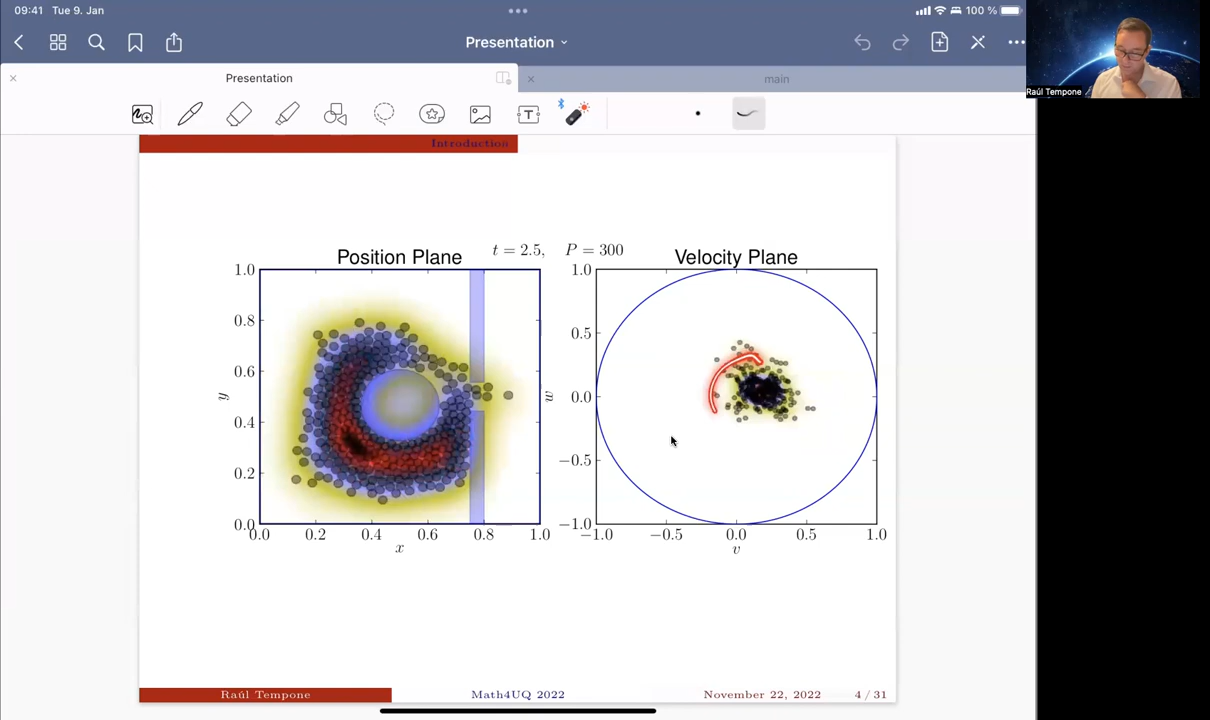 09:41 Tue 9. Jan
100 %
Presentation
Raúl Tempone
Presentation
main
T
Introduction
Position Plane
t = 2.5, P = 300
Velocity Plane
1.0
0.8
0.6
0.4
0.2
0.0
y
0.0 0.2 0.4 0.6 0.8 1.0
x
1.0
0.5
0.0
−0.5
−1.0
w
−1.0 −0.5 0.0 0.5 1.0
v
Raúl Tempone
Math4UQ 2022
November 22, 2022
4 / 31